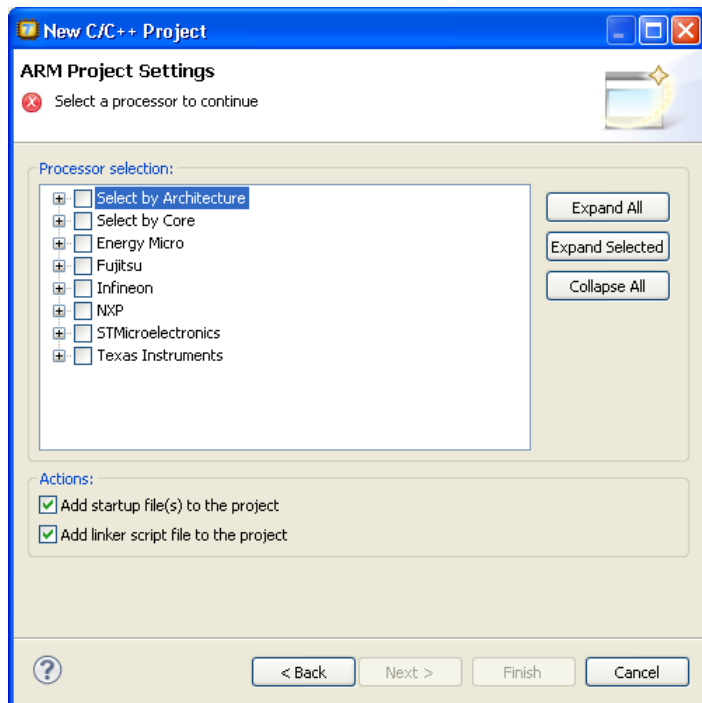 New C/C++ Project
ARM Project Settings
Select a processor to continue
Processor selection:
Select by Architecture
Select by Core
Energy Micro
Fujitsu
Infineon
NXP
STMicroelectronics
Texas Instruments
Expand All
Expand Selected
Collapse All
Actions:
Add startup file(s) to the project
Add linker script file to the project
< Back
Next >
Finish
Cancel